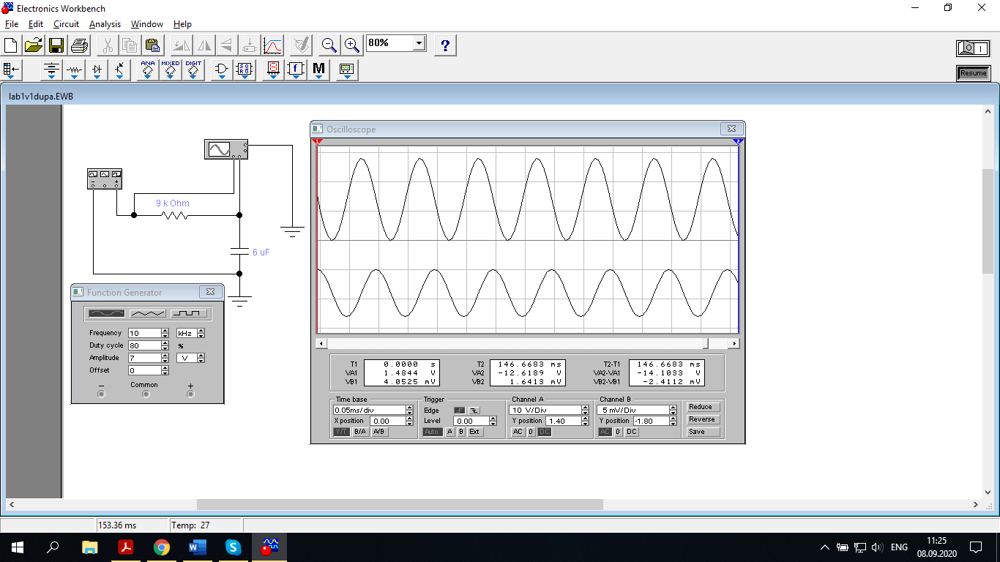 Electronics Workbench
File Edit Circuit Analysis Window Help
80%
?
ANA MIXED DIGIT
f M
Resume
lab1v1dupa.EWB
9 k Ohm
6 uF
Function Generator
Frequency 10 kHz
Duty cycle 80 %
Amplitude 7 V
Offset 0
− Common +
Oscilloscope
1 2
T1 0.0000 s
VA1 1.4844 V
VB1 4.0525 mV
T2 146.6683 ms
VA2 -12.6189 V
VB2 1.6413 mV
T2-T1 146.6683 ms
VA2-VA1 -14.1033 V
VB2-VB1 -2.4112 mV
Time base
0.05ms/div
X position 0.00
Y/T B/A A/B
Trigger
Edge
Level 0.00
Auto A B Ext
Channel A
10 V/Div
Y position 1.40
AC 0 DC
Channel B
5 mV/Div
Y position -1.80
AC 0 DC
Reduce
Reverse
Save
153.36 ms Temp: 27
ENG
11:25
08.09.2020